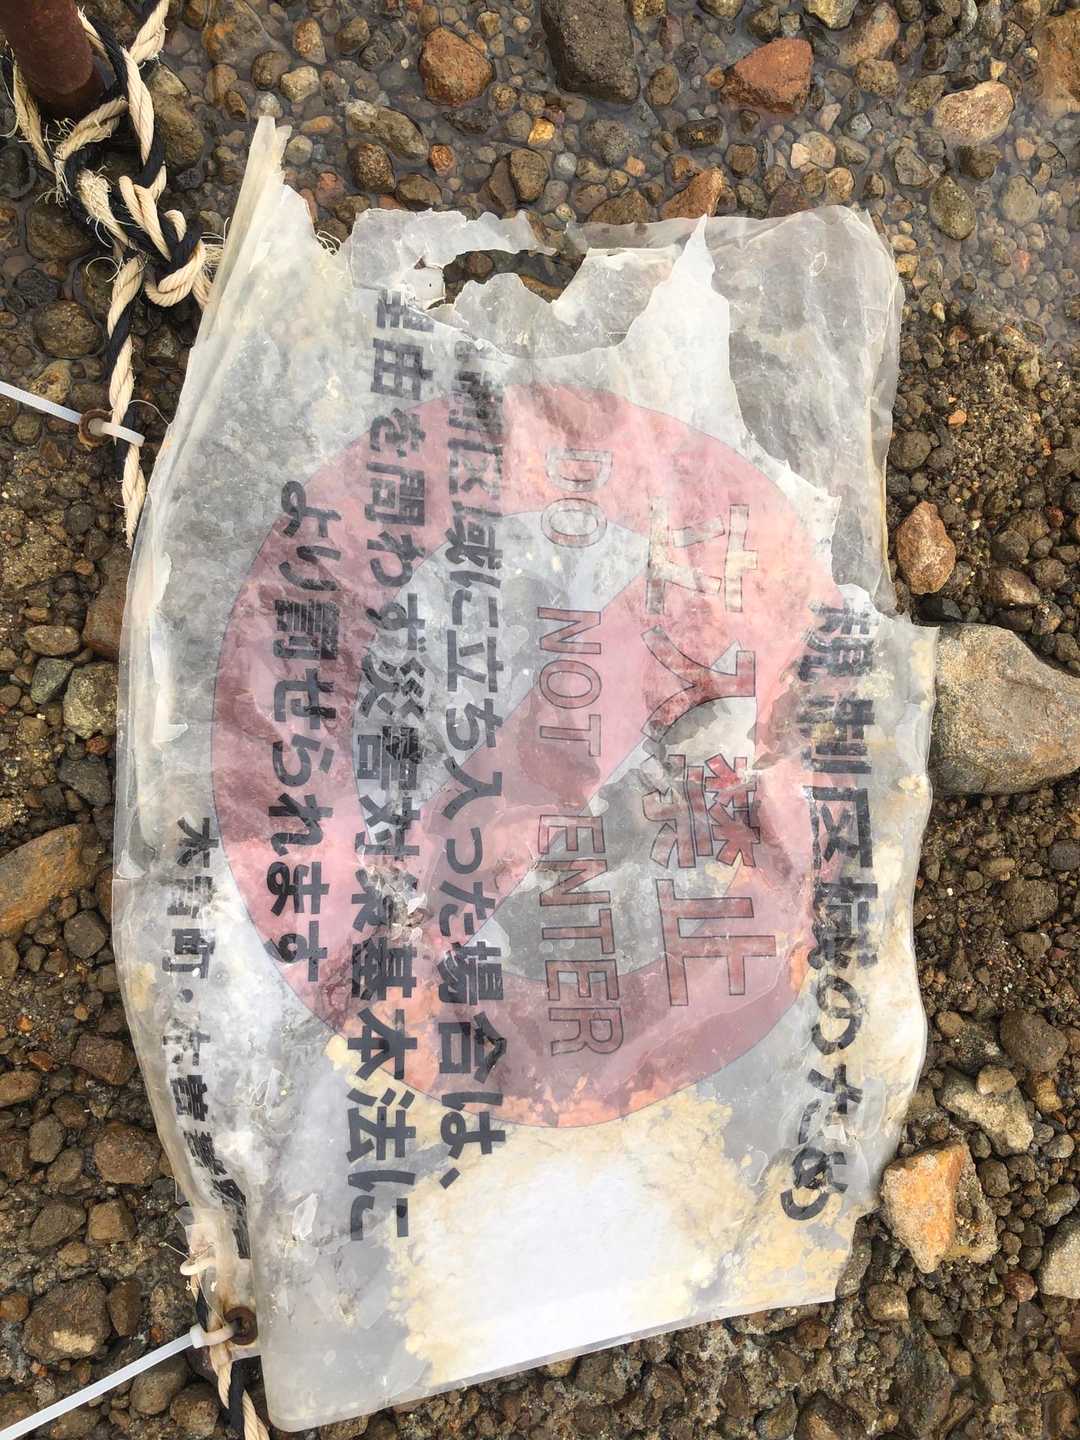 規制区域のため
立入禁止
DO NOT ENTER
制区域に立ち入った場合は、
理由を問わず災害対策基本法に
より罰せられます
木曽町・木曽警察